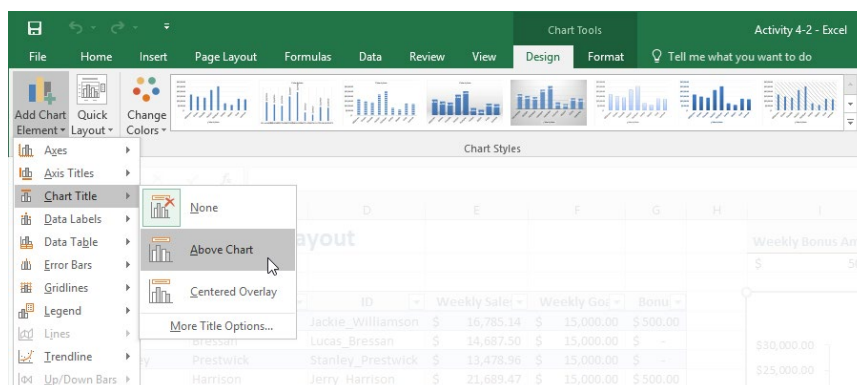 Chart Tools
Activity 4-2 - Excel
File Home Insert Page Layout Formulas Data Review View Design Format Tell me what you want to do
Add Chart Element Quick Layout Change Colors
Chart Styles
Axes
Axis Titles
Chart Title
Data Labels
Data Table
Error Bars
Gridlines
Legend
Lines
Trendline
Up/Down Bars
None
Above Chart
Centered Overlay
More Title Options...
D E F G H I
ayout Weekly Bonus Am
$ 50
ID Weekly Sales Weekly Goal Bonu
Jackie_Williamson $ 16,785.14 $ 15,000.00 $ 500.00
Bressan Lucas_Bressan $ 14,687.50 $ 15,000.00 $ -
Prestwick Stanley_Prestwick $ 13,478.96 $ 15,000.00 $ -
Harrison Jerry_Harrison $ 21,689.47 $ 15,000.00 $ 500.00
$30,000.00
$25,000.00